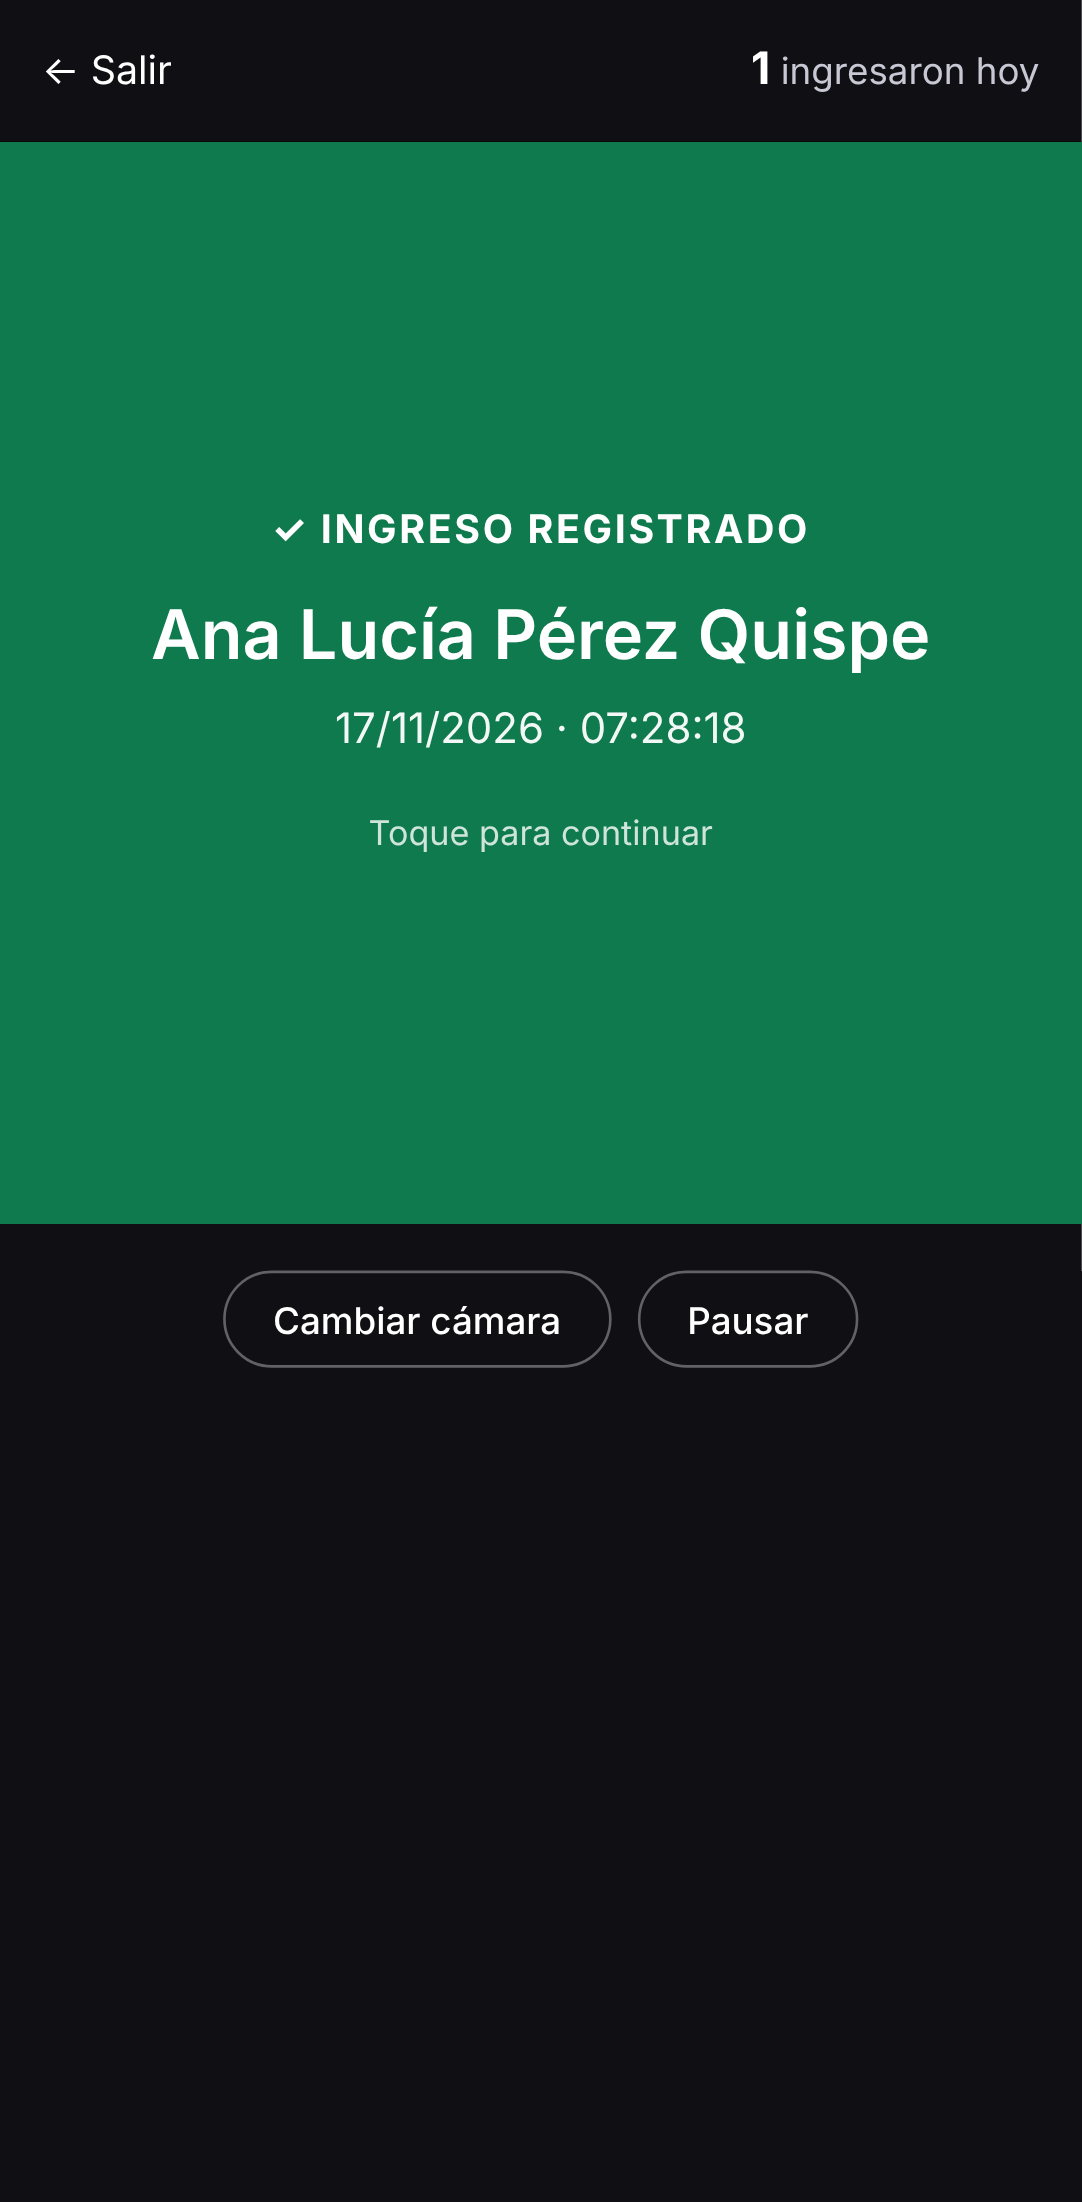 ← Salir
1 ingresaron hoy
✓ INGRESO REGISTRADO
Ana Lucía Pérez Quispe
17/11/2026 · 07:28:18
Toque para continuar
Cambiar cámara
Pausar